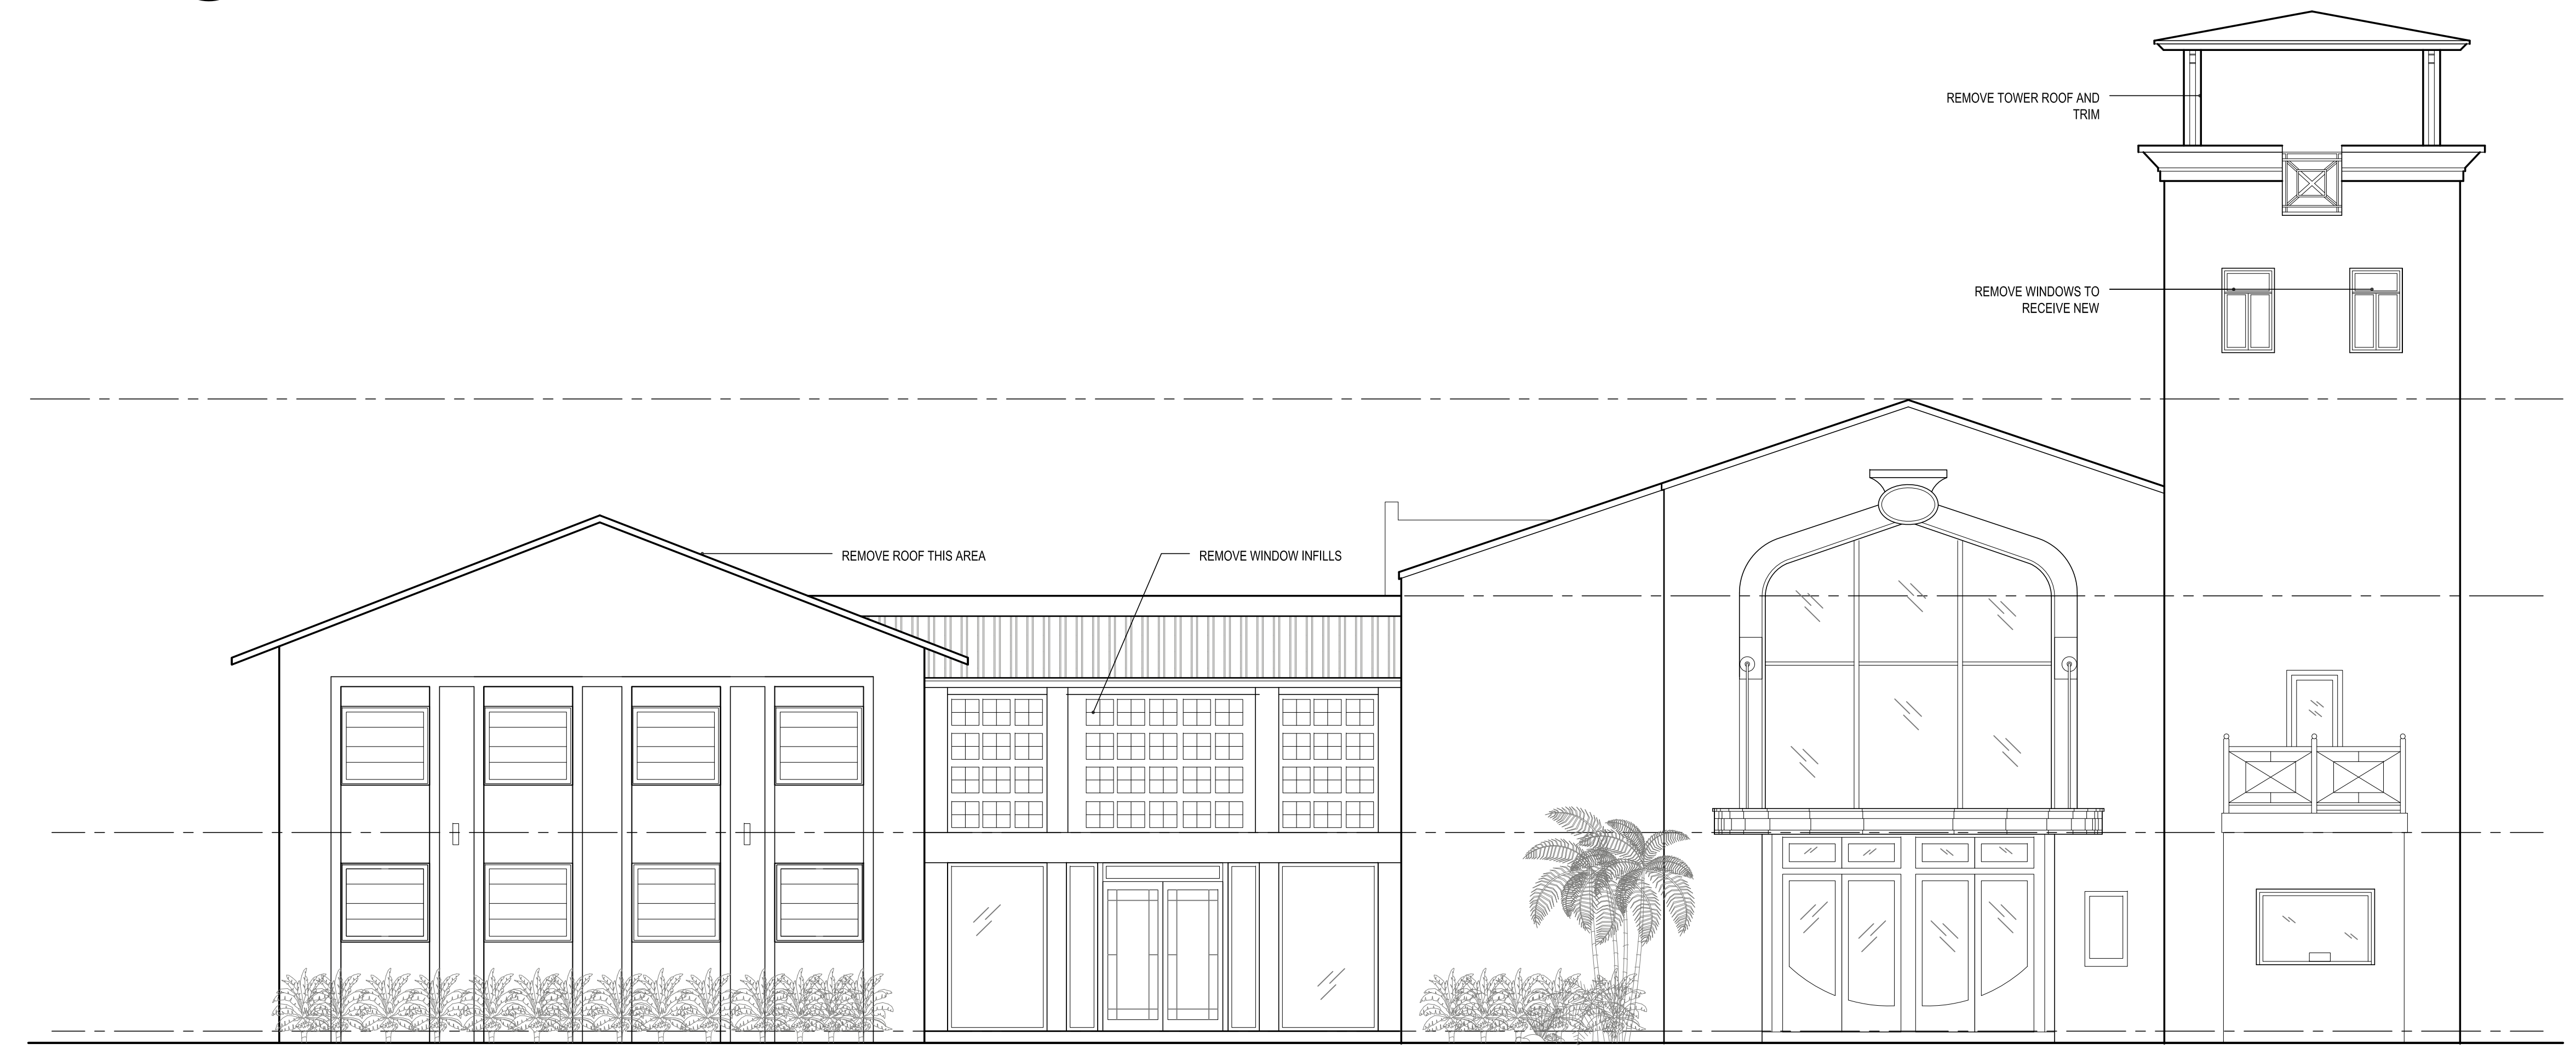 REMOVE TOWER ROOF AND
TRIM
REMOVE WINDOWS TO
RECEIVE NEW
REMOVE ROOF THIS AREA
REMOVE WINDOW INFILLS